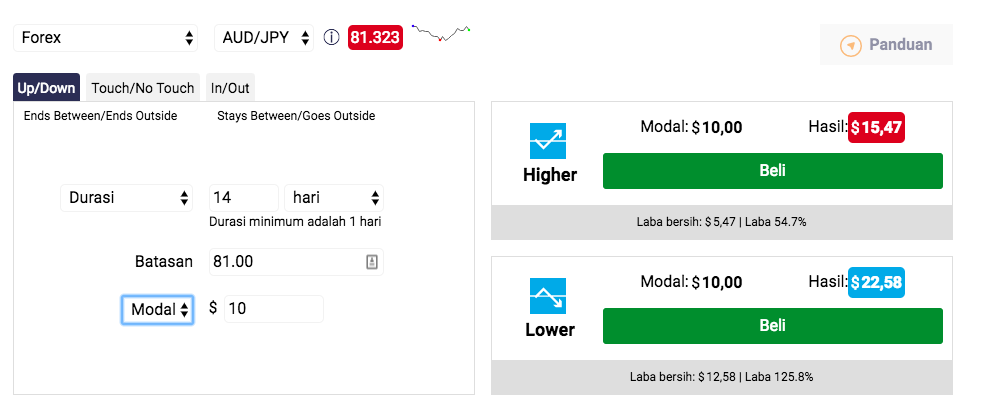 Forex AUD/JPY 81.323 Panduan
Up/Down Touch/No Touch In/Out
Ends Between/Ends Outside Stays Between/Goes Outside
Durasi 14 hari
Durasi minimum adalah 1 hari
Batasan 81.00
Modal $ 10
Modal: $ 10,00 Hasil: $ 15,47
Higher Beli
Laba bersih: $ 5,47 | Laba 54.7%
Modal: $ 10,00 Hasil: $ 22,58
Lower Beli
Laba bersih: $ 12,58 | Laba 125.8%